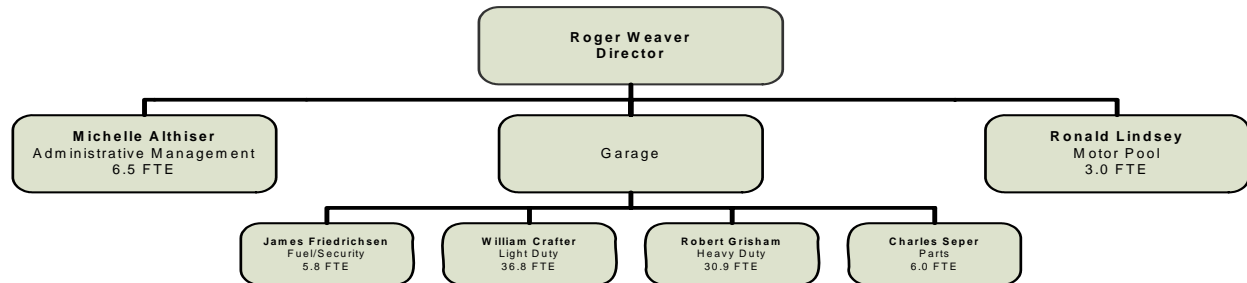 Roger Weaver
Director
Michelle Althiser
Administrative Management
6.5 FTE
Garage
Ronald Lindsey
Motor Pool
3.0 FTE
James Friedrichsen
Fuel/Security
5.8 FTE
William Crafter
Light Duty
36.8 FTE
Robert Grisham
Heavy Duty
30.9 FTE
Charles Seper
Parts
6.0 FTE